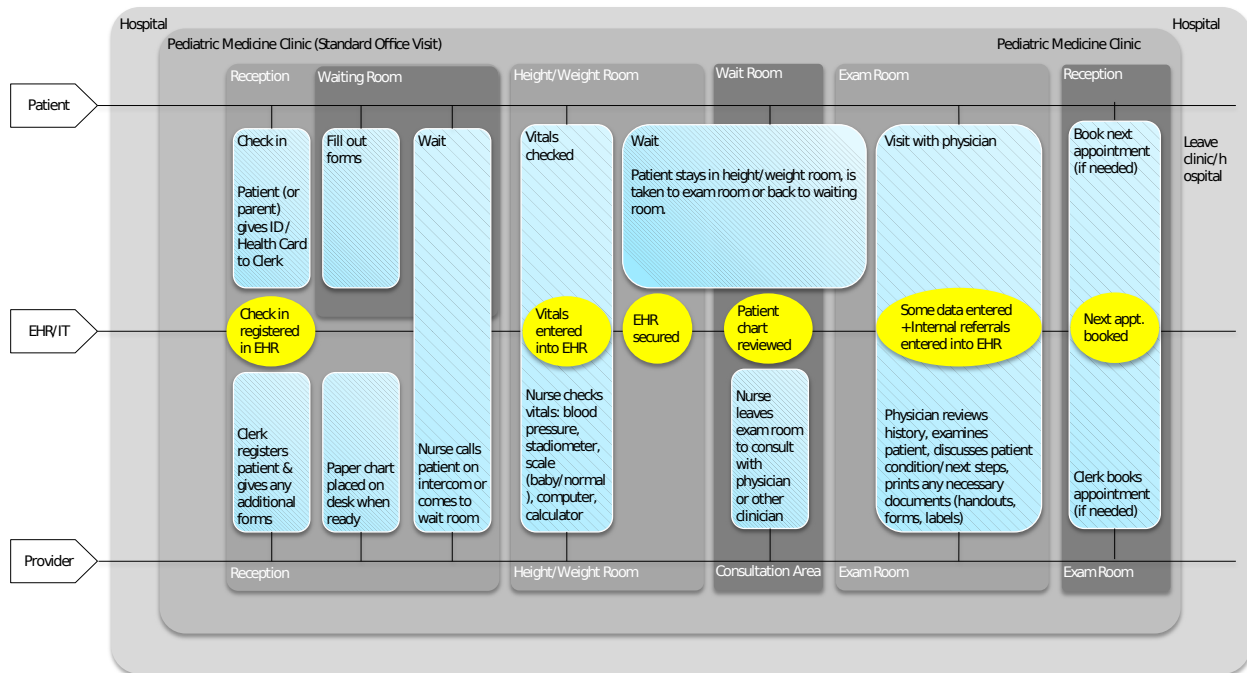 Hospital
Hospital
Pediatric Medicine Clinic (Standard Office Visit)
Pediatric Medicine Clinic
Reception
Waiting Room
Height/Weight Room
Wait Room
Exam Room
Reception
Patient
Check in
Patient (or
parent)
gives ID /
Health Card
to Clerk
Fill out
forms
Wait
Vitals
checked
Wait
Patient stays in height/weight room, is
taken to exam room or back to waiting
room.
Visit with physician
Book next
appointment
(if needed)
Leave
clinic/h
ospital
EHR/IT
Check in
registered
in EHR
Vitals
entered
into EHR
EHR
secured
Patient
chart
reviewed
Some data entered
+Internal referrals
entered into EHR
Next appt.
booked
Clerk
registers
patient &
gives any
additional
forms
Paper chart
placed on
desk when
ready
Nurse calls
patient on
intercom or
comes to
wait room
Nurse checks
vitals: blood
pressure,
stadiometer,
scale
(baby/normal
), computer,
calculator
Nurse
leaves
exam room
to consult
with
physician
or other
clinician
Physician reviews
history, examines
patient, discusses patient
condition/next steps,
prints any necessary
documents (handouts,
forms, labels)
Clerk books
appointment
(if needed)
Provider
Reception
Height/Weight Room
Consultation Area
Exam Room
Exam Room